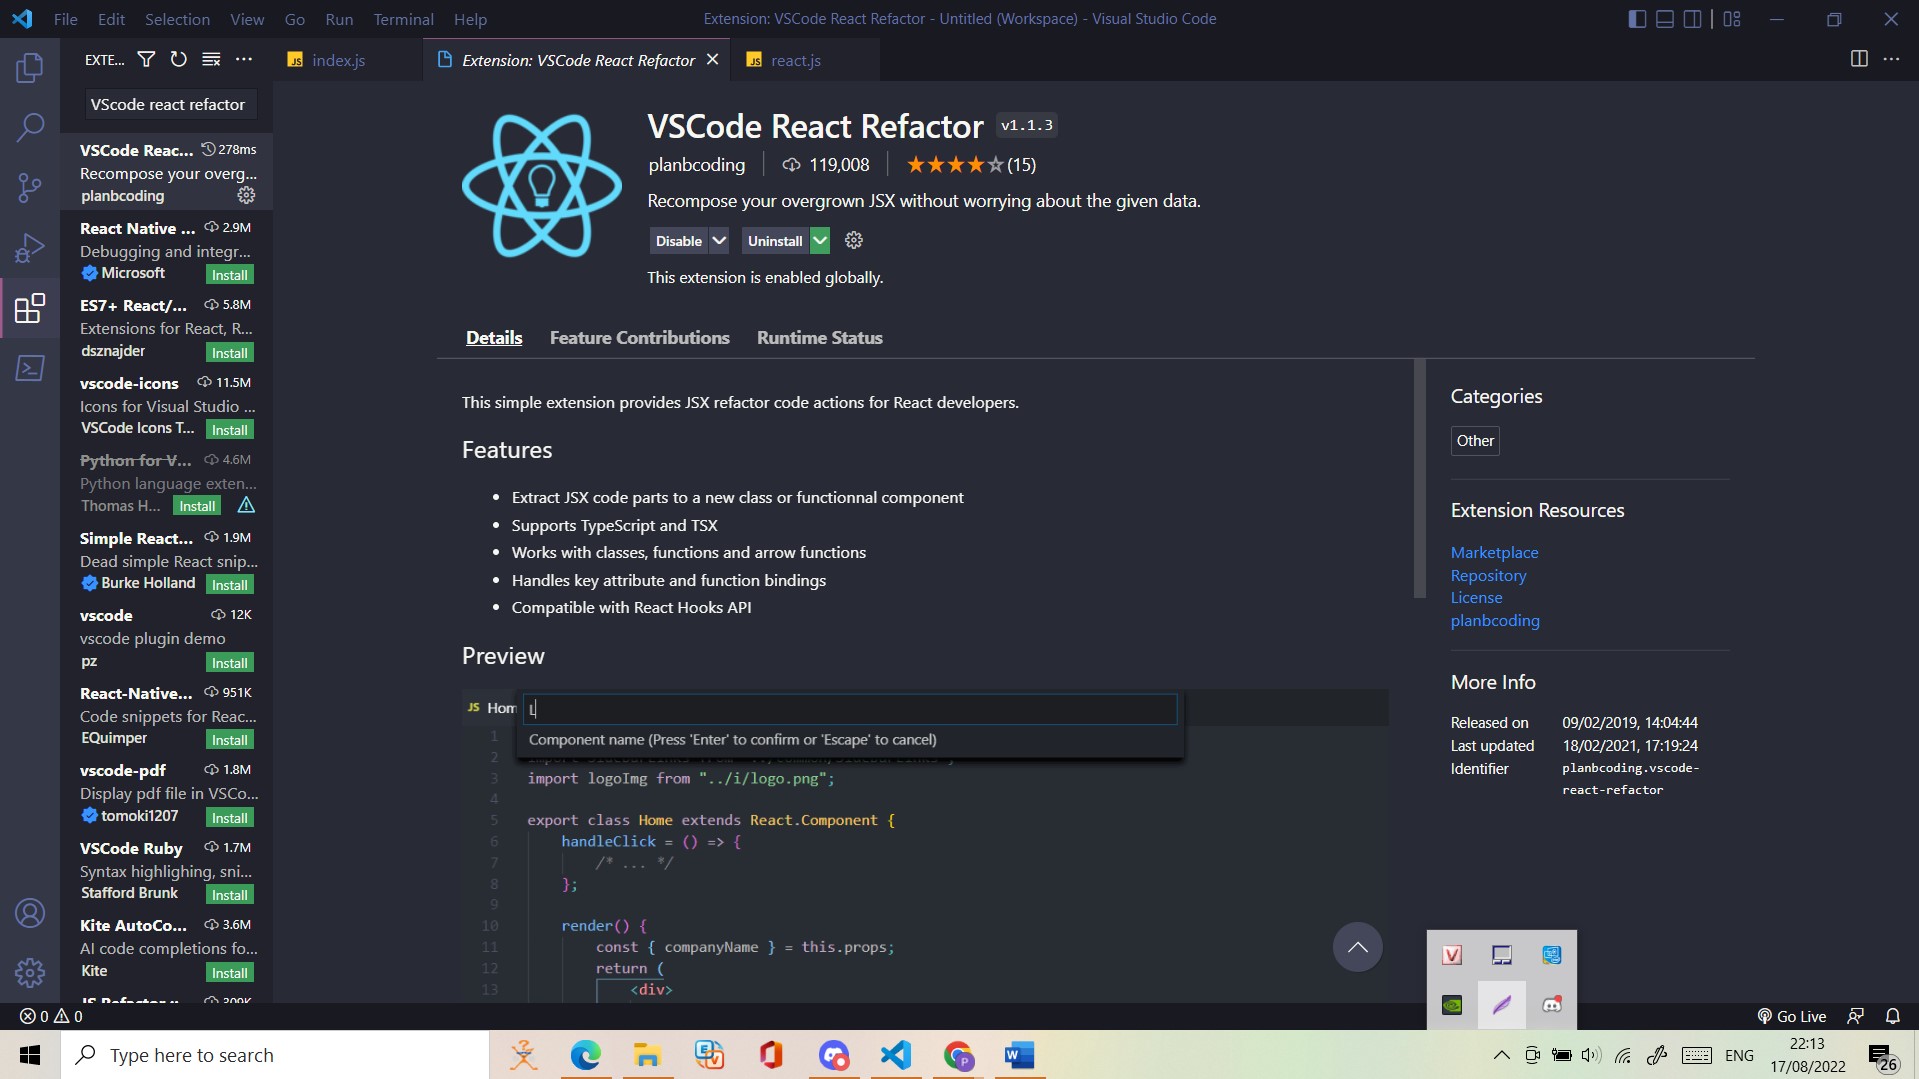 File Edit Selection View Go Run Terminal Help
Extension: VSCode React Refactor - Untitled (Workspace) - Visual Studio Code
EXTE...
JS index.js
Extension: VSCode React Refactor
JS react.js
VScode react refactor
VSCode Reac... 278ms
Recompose your overg...
planbcoding
React Native ... 2.9M
Debugging and integr...
Microsoft Install
ES7+ React/... 5.8M
Extensions for React, R...
dsznajder Install
vscode-icons 11.5M
Icons for Visual Studio ...
VSCode Icons T... Install
Python for V... 4.6M
Python language exten...
Thomas H... Install
Simple React... 1.9M
Dead simple React snip...
Burke Holland Install
vscode 12K
vscode plugin demo
pz Install
React-Native... 951K
Code snippets for Reac...
EQuimper Install
vscode-pdf 1.8M
Display pdf file in VSCo...
tomoki1207 Install
VSCode Ruby 1.7M
Syntax highlighing, sni...
Stafford Brunk Install
Kite AutoCo... 3.6M
AI code completions fo...
Kite Install
VSCode React Refactor v1.1.3
planbcoding 119,008 (15)
Recompose your overgrown JSX without worrying about the given data.
Disable Uninstall
This extension is enabled globally.
Details Feature Contributions Runtime Status
This simple extension provides JSX refactor code actions for React developers.
Features
• Extract JSX code parts to a new class or functionnal component
• Supports TypeScript and TSX
• Works with classes, functions and arrow functions
• Handles key attribute and function bindings
• Compatible with React Hooks API
Preview
JS Hom
L
Component name (Press 'Enter' to confirm or 'Escape' to cancel)
1
2
3 import logoImg from "../i/logo.png";
4
5 export class Home extends React.Component {
6 handleClick = () => {
7 /* ... */
8 };
9
10 render() {
11 const { companyName } = this.props;
12 return (
13 <div>
Categories
Other
Extension Resources
Marketplace
Repository
License
planbcoding
More Info
Released on 09/02/2019, 14:04:44
Last updated 18/02/2021, 17:19:24
Identifier planbcoding.vscode-
react-refactor
0 0
Go Live
Type here to search
ENG
22:13
17/08/2022
26